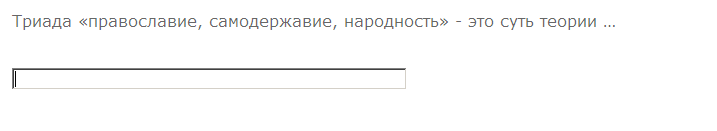 Триада «православие, самодержавие, народность» - это суть теории …